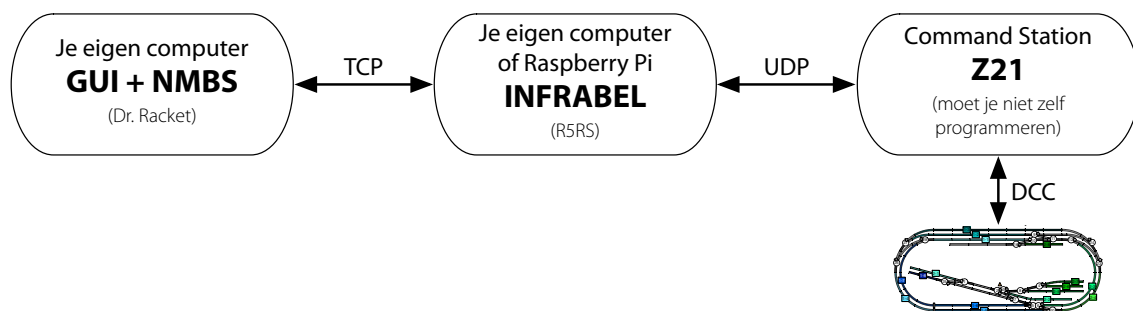 Je eigen computer
GUI + NMBS
(Dr. Racket)
TCP
Je eigen computer
of Raspberry Pi
INFRABEL
(R5RS)
UDP
Command Station
Z21
(moet je niet zelf
programmeren)
DCC